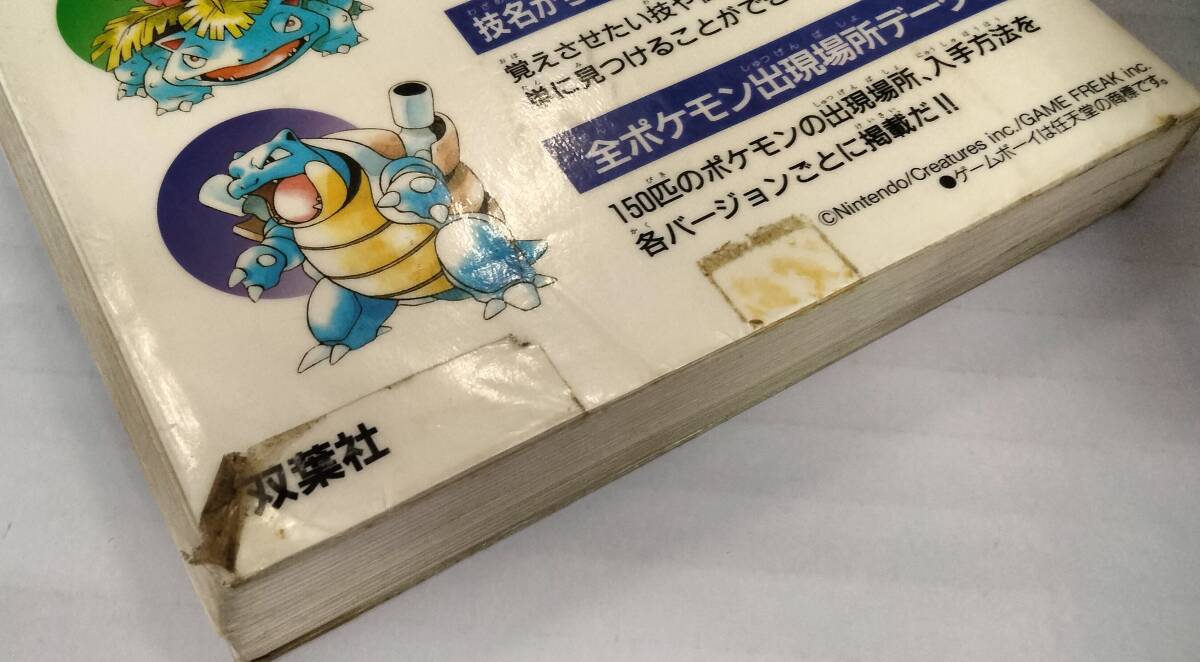 技名から
覚えさせたい技や
単に見つけることができ
全ポケモン出現場所データ
150匹のポケモンの出現場所、入手方法を
各バージョンごとに掲載だ!!
©Nintendo/Creatures inc./GAME FREAK inc.
●ゲームボーイは任天堂の商標です。
双葉社